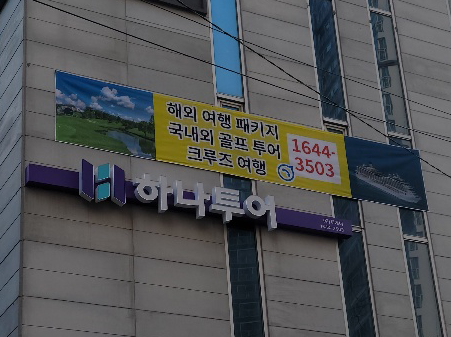 해외 여행 패키지
국내외 골프 투어
크루즈 여행
1644-
3503
하나투어